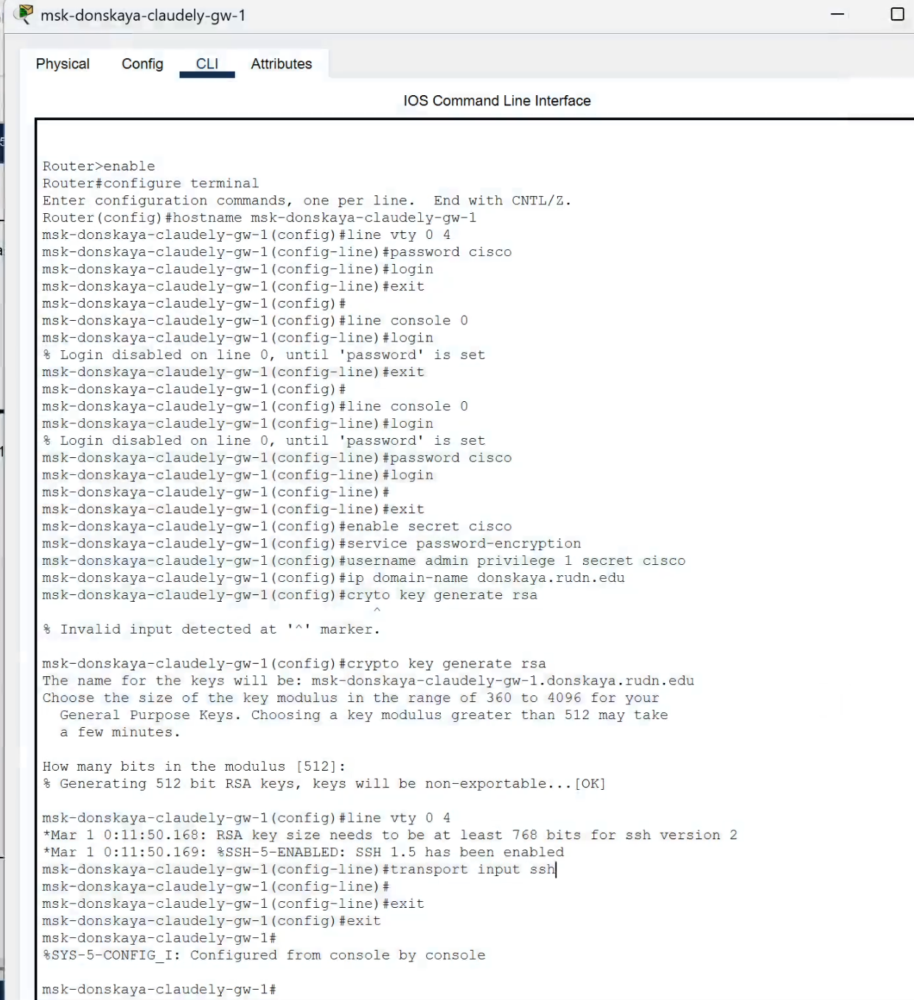 msk-donskaya-claudely-gw-1
Physical Config CLI Attributes
IOS Command Line Interface
Router>enable
Router#configure terminal
Enter configuration commands, one per line.  End with CNTL/Z.
Router(config)#hostname msk-donskaya-claudely-gw-1
msk-donskaya-claudely-gw-1(config)#line vty 0 4
msk-donskaya-claudely-gw-1(config-line)#password cisco
msk-donskaya-claudely-gw-1(config-line)#login
msk-donskaya-claudely-gw-1(config-line)#exit
msk-donskaya-claudely-gw-1(config)#
msk-donskaya-claudely-gw-1(config)#line console 0
msk-donskaya-claudely-gw-1(config-line)#login
% Login disabled on line 0, until 'password' is set
msk-donskaya-claudely-gw-1(config-line)#exit
msk-donskaya-claudely-gw-1(config)#
msk-donskaya-claudely-gw-1(config)#line console 0
msk-donskaya-claudely-gw-1(config-line)#login
% Login disabled on line 0, until 'password' is set
msk-donskaya-claudely-gw-1(config-line)#password cisco
msk-donskaya-claudely-gw-1(config-line)#login
msk-donskaya-claudely-gw-1(config-line)#
msk-donskaya-claudely-gw-1(config-line)#exit
msk-donskaya-claudely-gw-1(config)#enable secret cisco
msk-donskaya-claudely-gw-1(config)#service password-encryption
msk-donskaya-claudely-gw-1(config)#username admin privilege 1 secret cisco
msk-donskaya-claudely-gw-1(config)#ip domain-name donskaya.rudn.edu
msk-donskaya-claudely-gw-1(config)#cryto key generate rsa
^
% Invalid input detected at '^' marker.
msk-donskaya-claudely-gw-1(config)#crypto key generate rsa
The name for the keys will be: msk-donskaya-claudely-gw-1.donskaya.rudn.edu
Choose the size of the key modulus in the range of 360 to 4096 for your
General Purpose Keys. Choosing a key modulus greater than 512 may take
a few minutes.
How many bits in the modulus [512]:
% Generating 512 bit RSA keys, keys will be non-exportable...[OK]
msk-donskaya-claudely-gw-1(config)#line vty 0 4
*Mar 1 0:11:50.168: RSA key size needs to be at least 768 bits for ssh version 2
*Mar 1 0:11:50.169: %SSH-5-ENABLED: SSH 1.5 has been enabled
msk-donskaya-claudely-gw-1(config-line)#transport input ssh
msk-donskaya-claudely-gw-1(config-line)#
msk-donskaya-claudely-gw-1(config-line)#exit
msk-donskaya-claudely-gw-1(config)#exit
msk-donskaya-claudely-gw-1#
%SYS-5-CONFIG_I: Configured from console by console
msk-donskaya-claudely-gw-1#